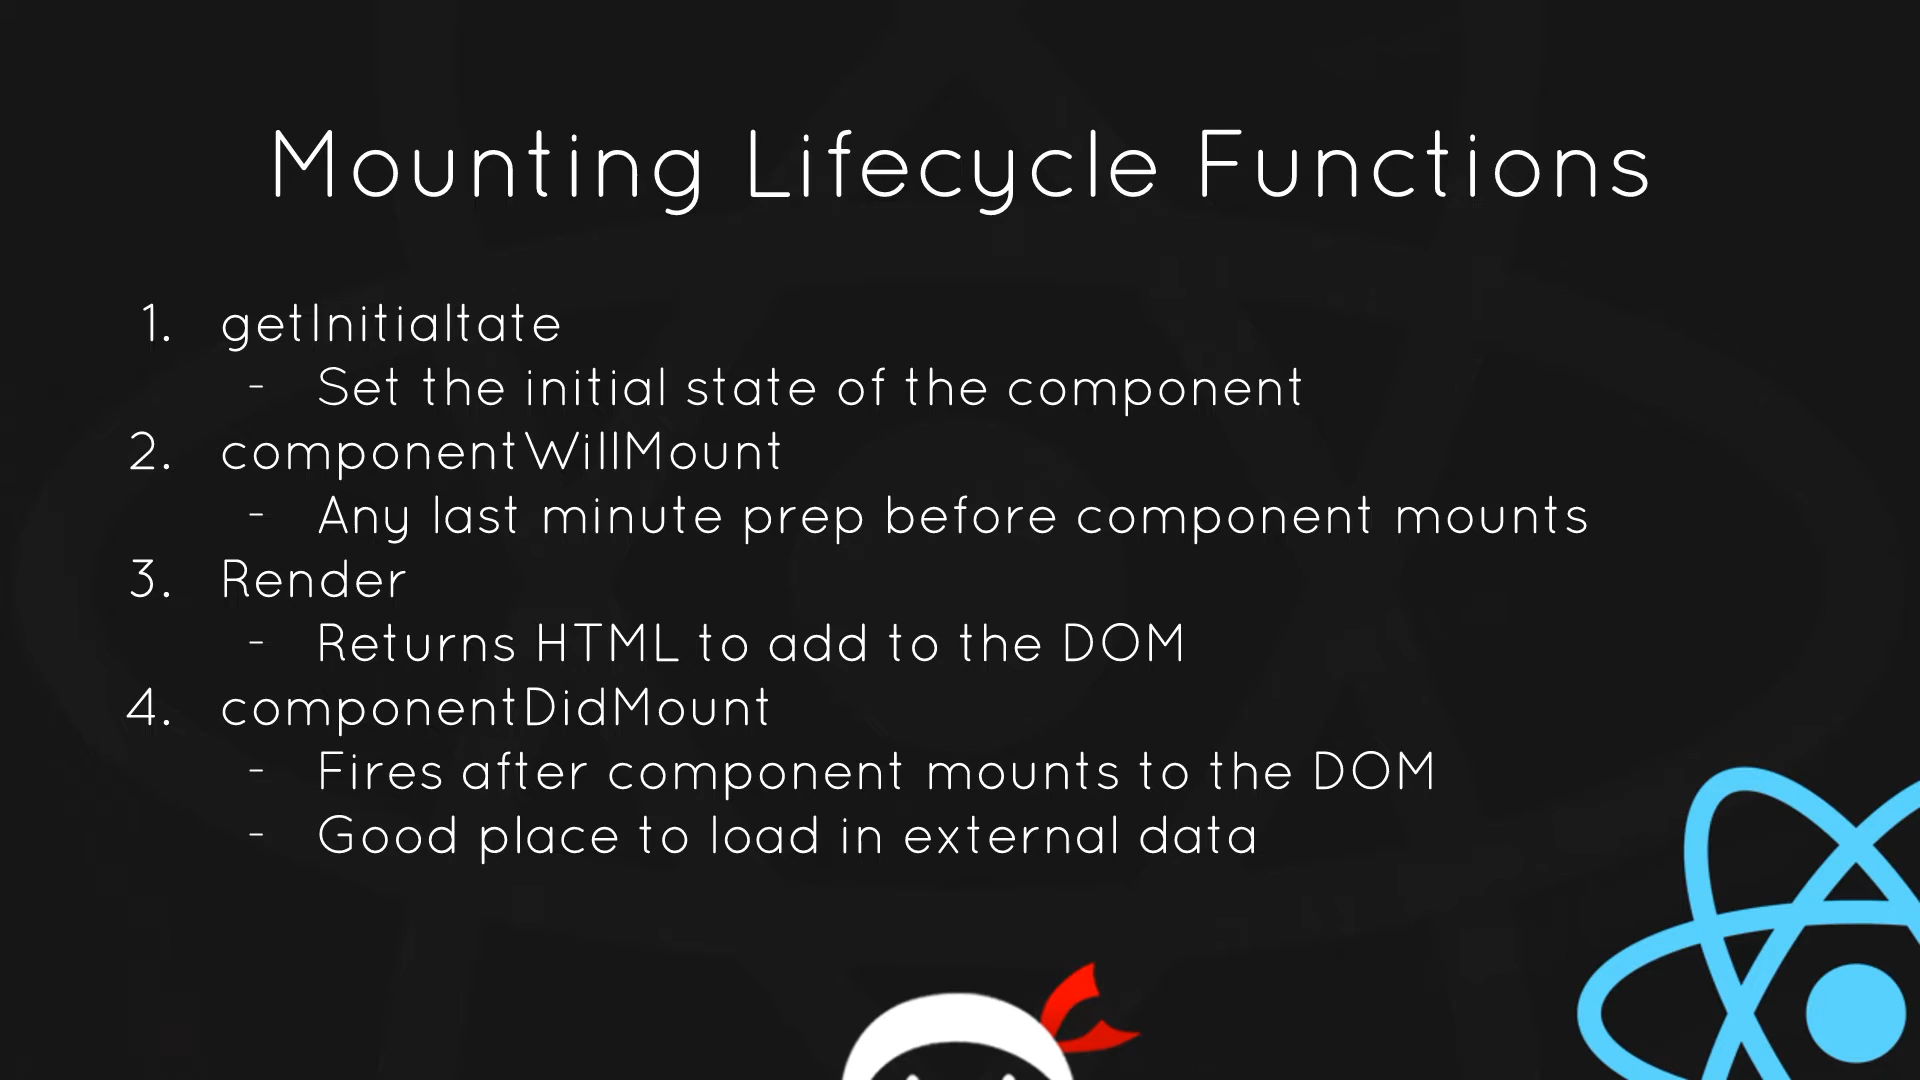 Mounting Lifecycle Functions
1. getInitialtate
- Set the initial state of the component
2. componentWillMount
- Any last minute prep before component mounts
3. Render
- Returns HTML to add to the DOM
4. componentDidMount
- Fires after component mounts to the DOM
- Good place to load in external data